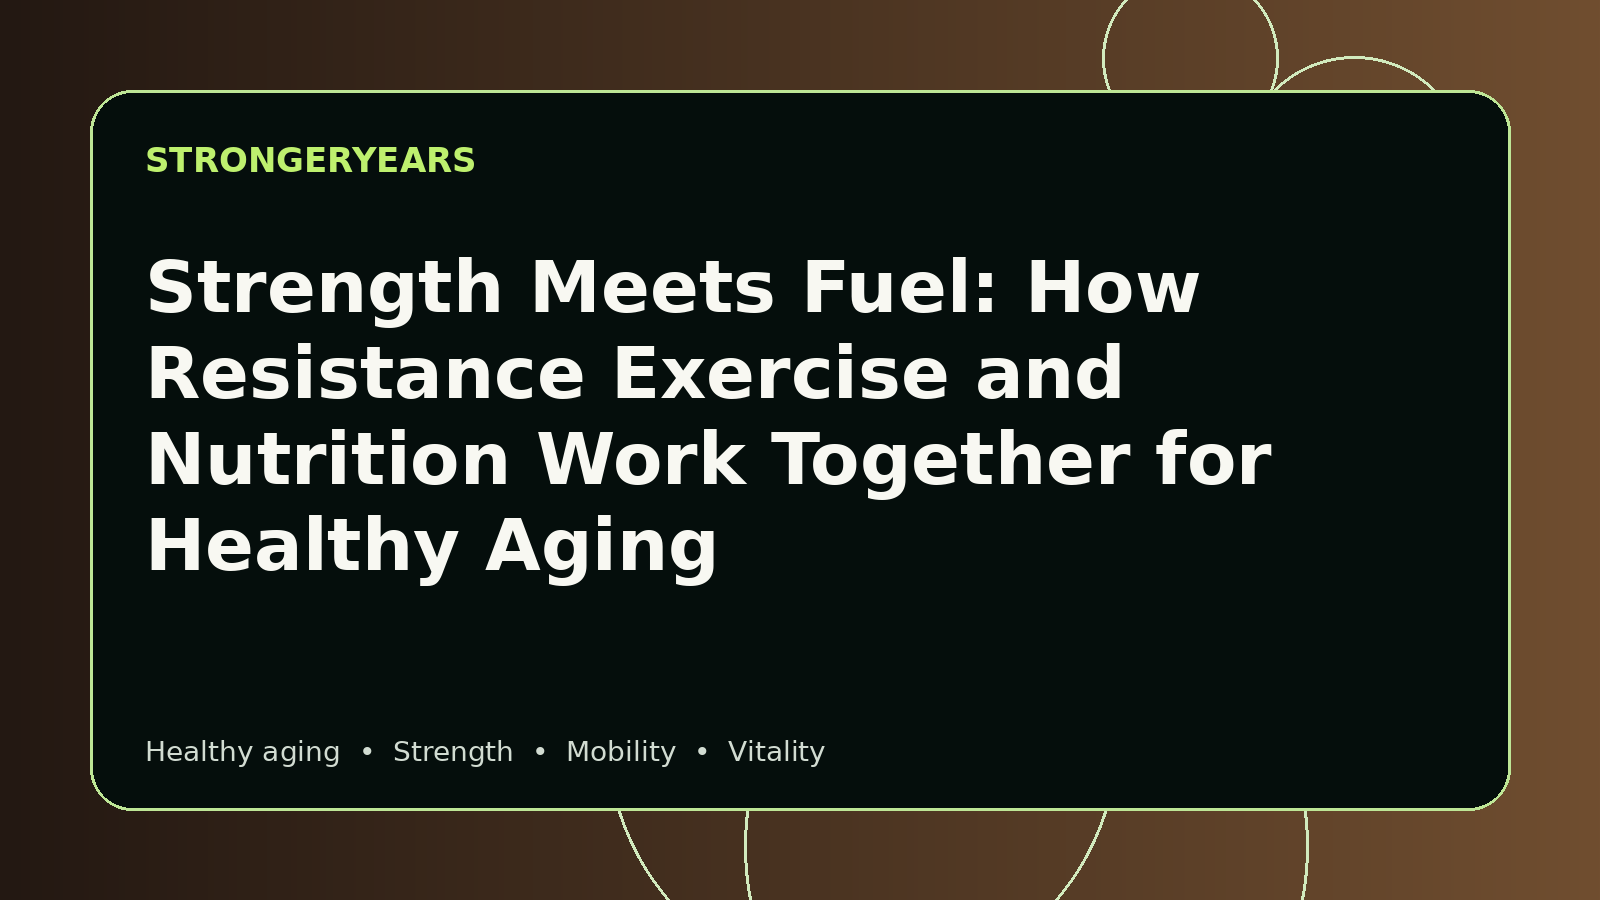 STRONGERYEARS
Strength Meets Fuel: How
Resistance Exercise and
Nutrition Work Together for
Healthy Aging
Healthy aging • Strength • Mobility • Vitality